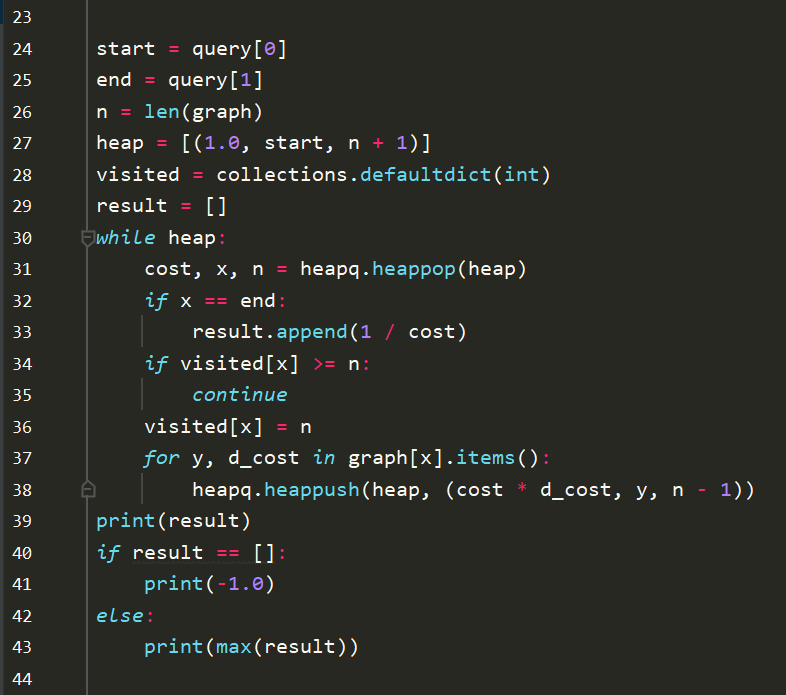 23
24 start = query[0]
25 end = query[1]
26 n = len(graph)
27 heap = [(1.0, start, n + 1)]
28 visited = collections.defaultdict(int)
29 result = []
30 while heap:
31     cost, x, n = heapq.heappop(heap)
32     if x == end:
33         result.append(1 / cost)
34     if visited[x] >= n:
35         continue
36     visited[x] = n
37     for y, d_cost in graph[x].items():
38         heapq.heappush(heap, (cost * d_cost, y, n - 1))
39 print(result)
40 if result == []:
41     print(-1.0)
42 else:
43     print(max(result))
44